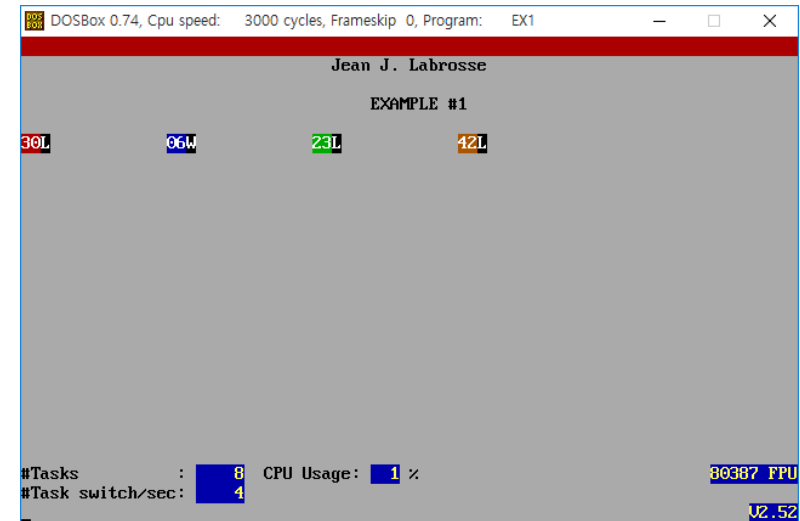 DOSBox 0.74, Cpu speed: 3000 cycles, Frameskip 0, Program: EX1
Jean J. Labrosse
EXAMPLE #1
30L 06W 23L 42L
#Tasks : 8 CPU Usage: 1 % 80387 FPU
#Task switch/sec: 4
V2.52